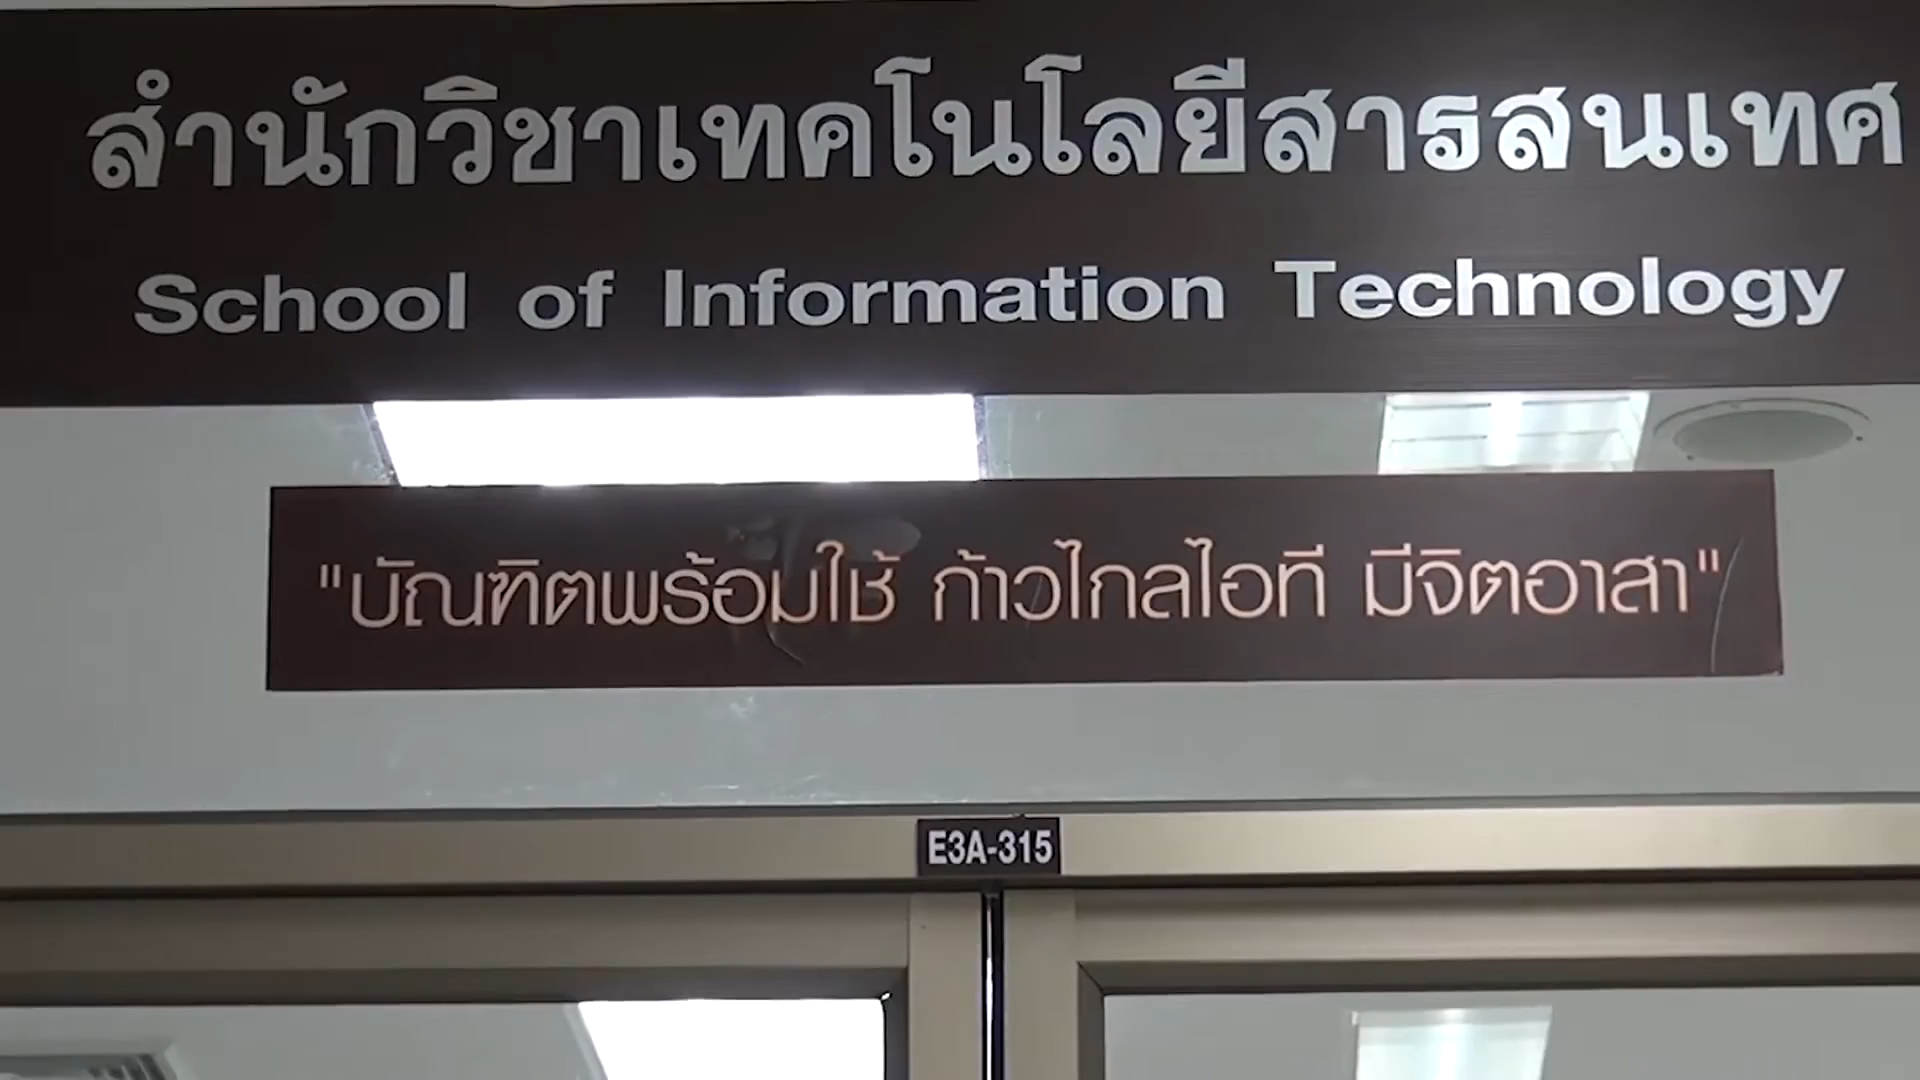 สำนักวิชาเทคโนโลยีสารสนเทศ
School of Information Technology
"บัณฑิตพร้อมใช้ ก้าวไกลไอที มีจิตอาสา"
E3A-315